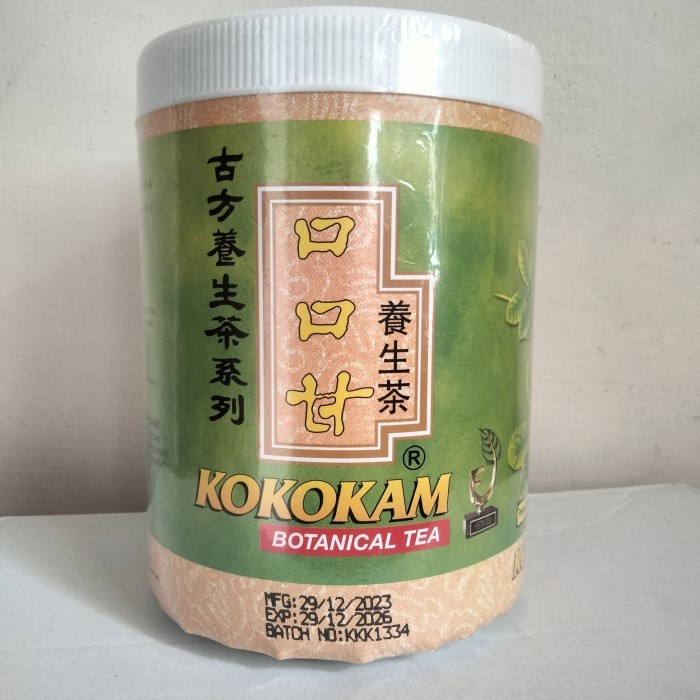 古方養生茶系列
口口甘
養生茶
®
KOKOKAM
BOTANICAL TEA
MFG:29/12/2023
EXP:29/12/2026
BATCH NO:KKK1334